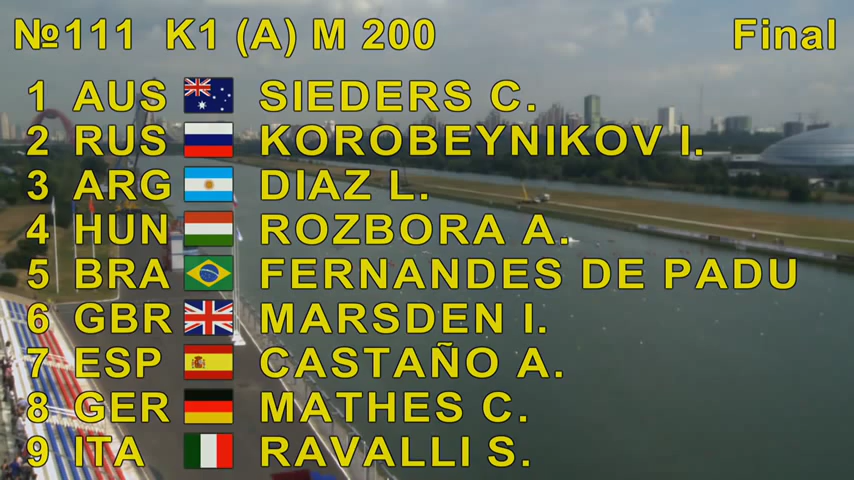 №111 K1 (A) M 200 Final
1 AUS SIEDERS C.
2 RUS KOROBEYNIKOV I.
3 ARG DIAZ L.
4 HUN ROZBORA A.
5 BRA FERNANDES DE PADU
6 GBR MARSDEN I.
7 ESP CASTAÑO A.
8 GER MATHES C.
9 ITA RAVALLI S.